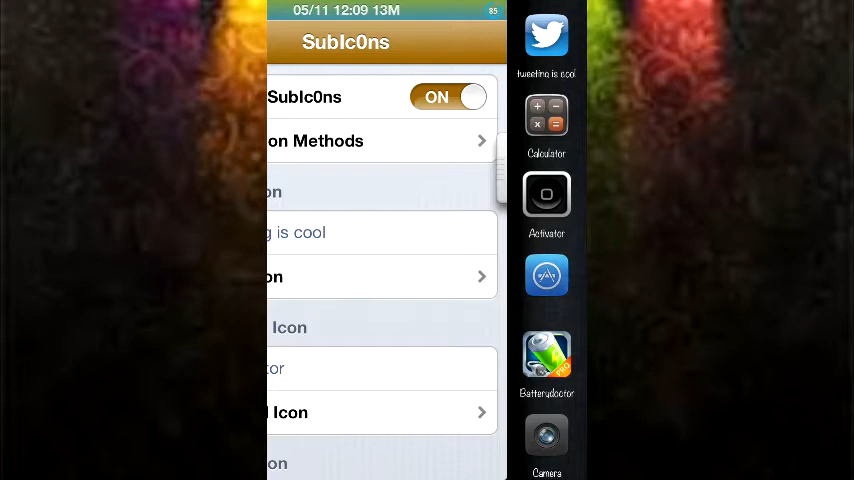 05/11 12:09 13M
85
SubIc0ns
SubIc0ns
ON
on Methods
on
g is cool
on
Icon
tor
Icon
on
tweeting is cool
Calculator
Activator
Batterydoctor
PRO
Camera